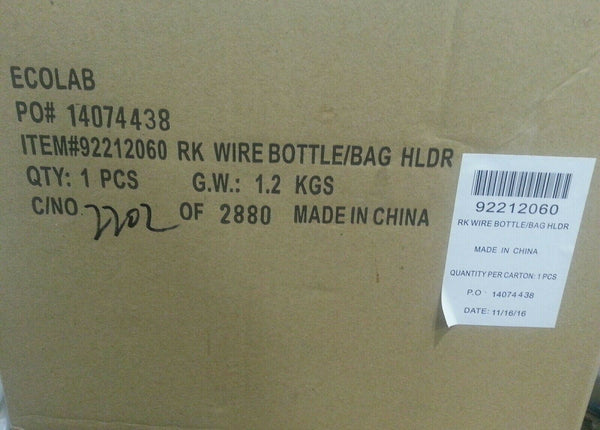 ECOLAB
PO# 14074438
ITEM#92212060 RK WIRE BOTTLE/BAG HLDR
QTY: 1 PCS G.W.: 1.2 KGS
C/NO. 2202 OF 2880 MADE IN CHINA
92212060
RK WIRE BOTTLE/BAG HLDR
MADE IN CHINA
QUANTITY PER CARTON: 1 PCS
P.O 14074438
DATE: 11/16/16